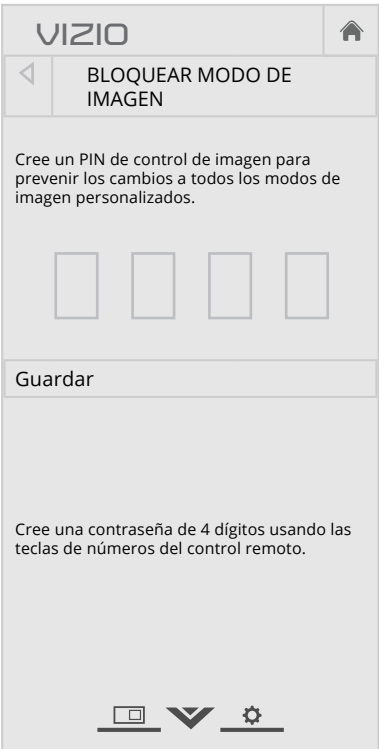 VIZIO
BLOQUEAR MODO DE
IMAGEN
Cree un PIN de control de imagen para
prevenir los cambios a todos los modos de
imagen personalizados.
Guardar
Cree una contraseña de 4 dígitos usando las
teclas de números del control remoto.